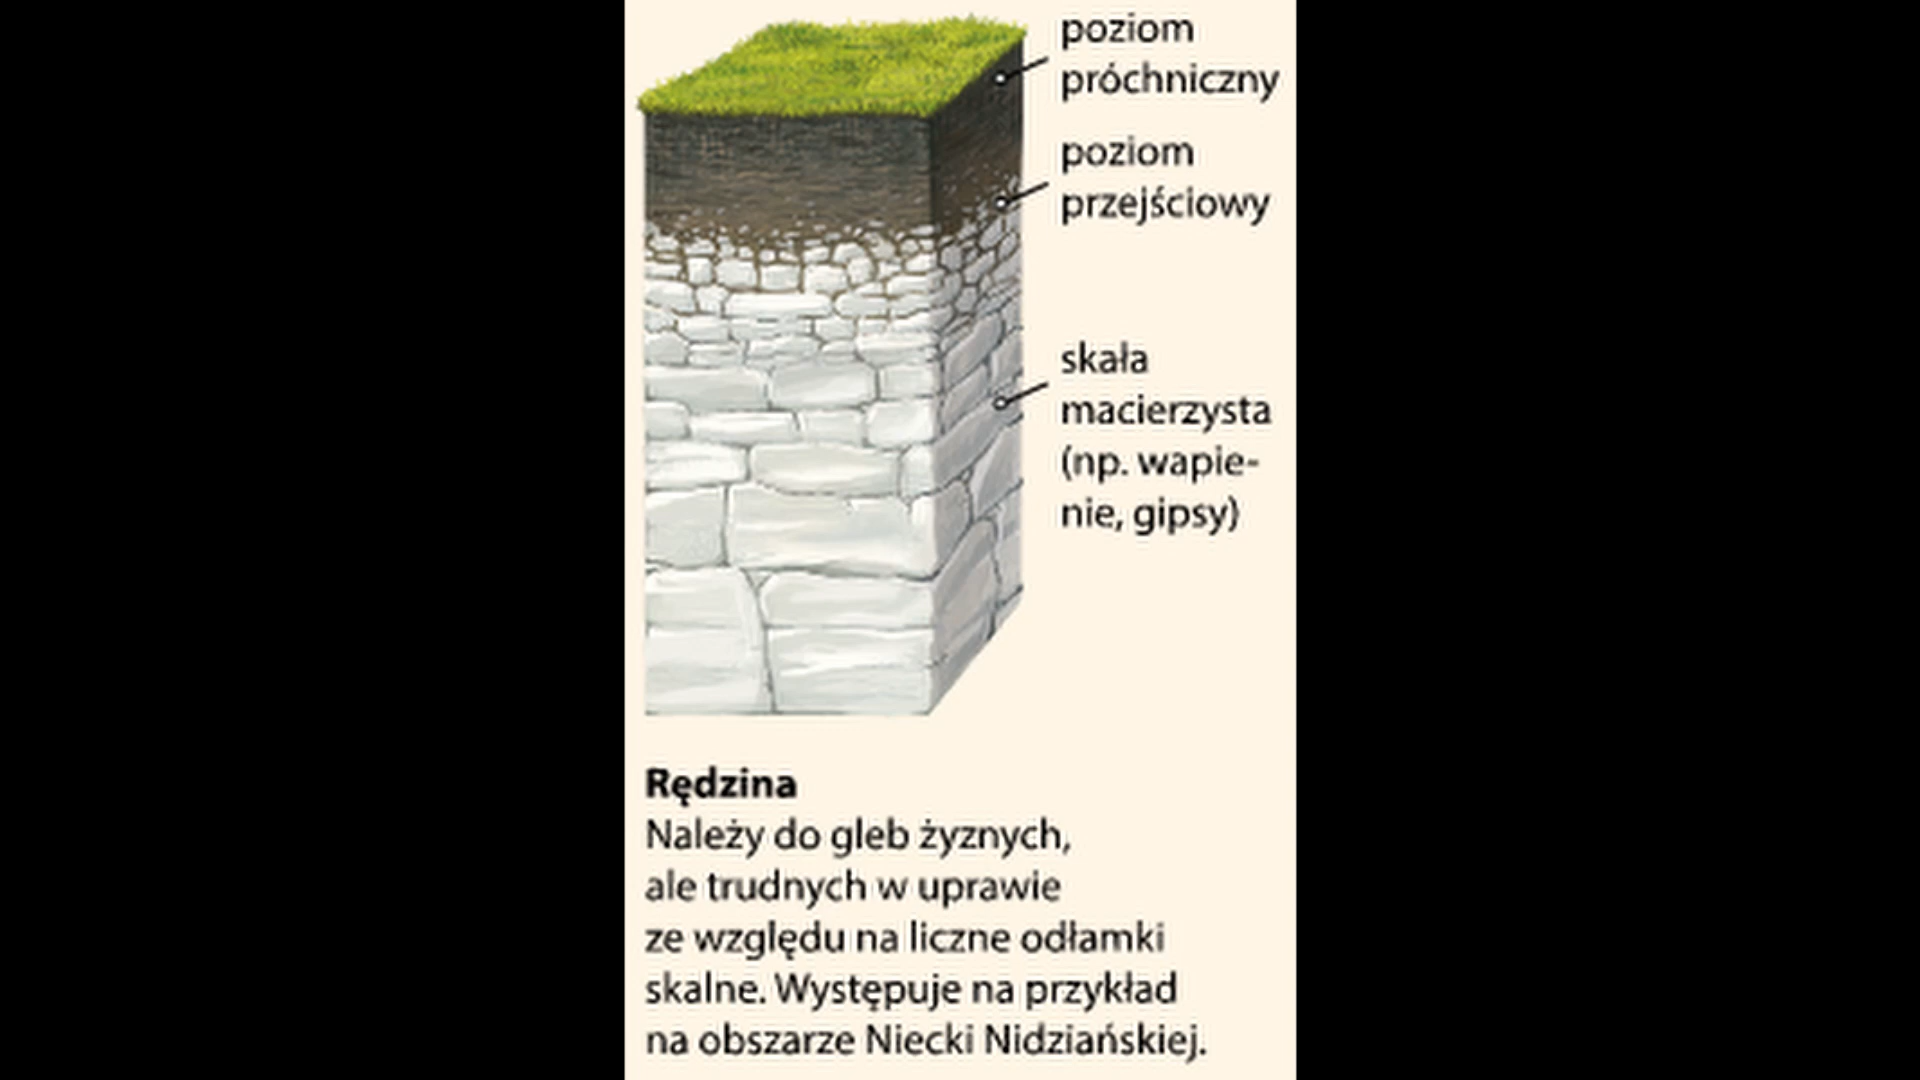 poziom
próchniczny
poziom
przejściowy
skała
macierzysta
(np. wapie-
nie, gipsy)
Rędzina
Należy do gleb żyznych,
ale trudnych w uprawie
ze względu na liczne odłamki
skalne. Występuje na przykład
na obszarze Niecki Nidziańskiej.